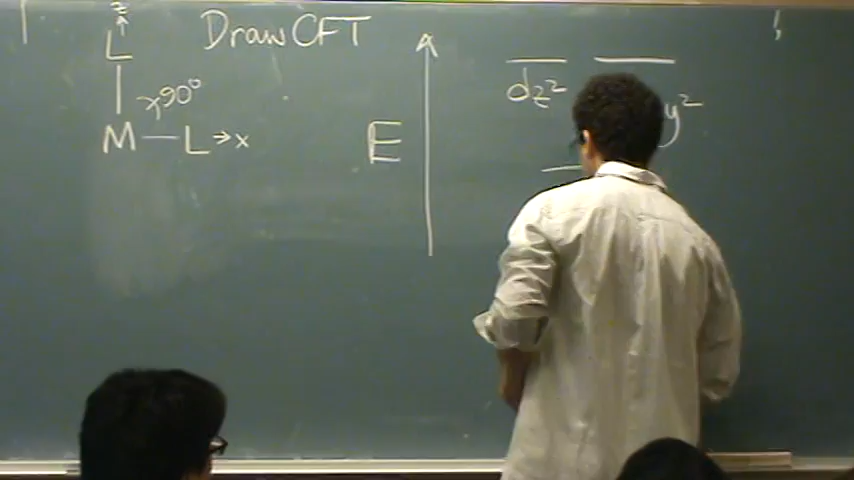 z
L
Draw CFT
90°
M — L → x
E
dz²
y²